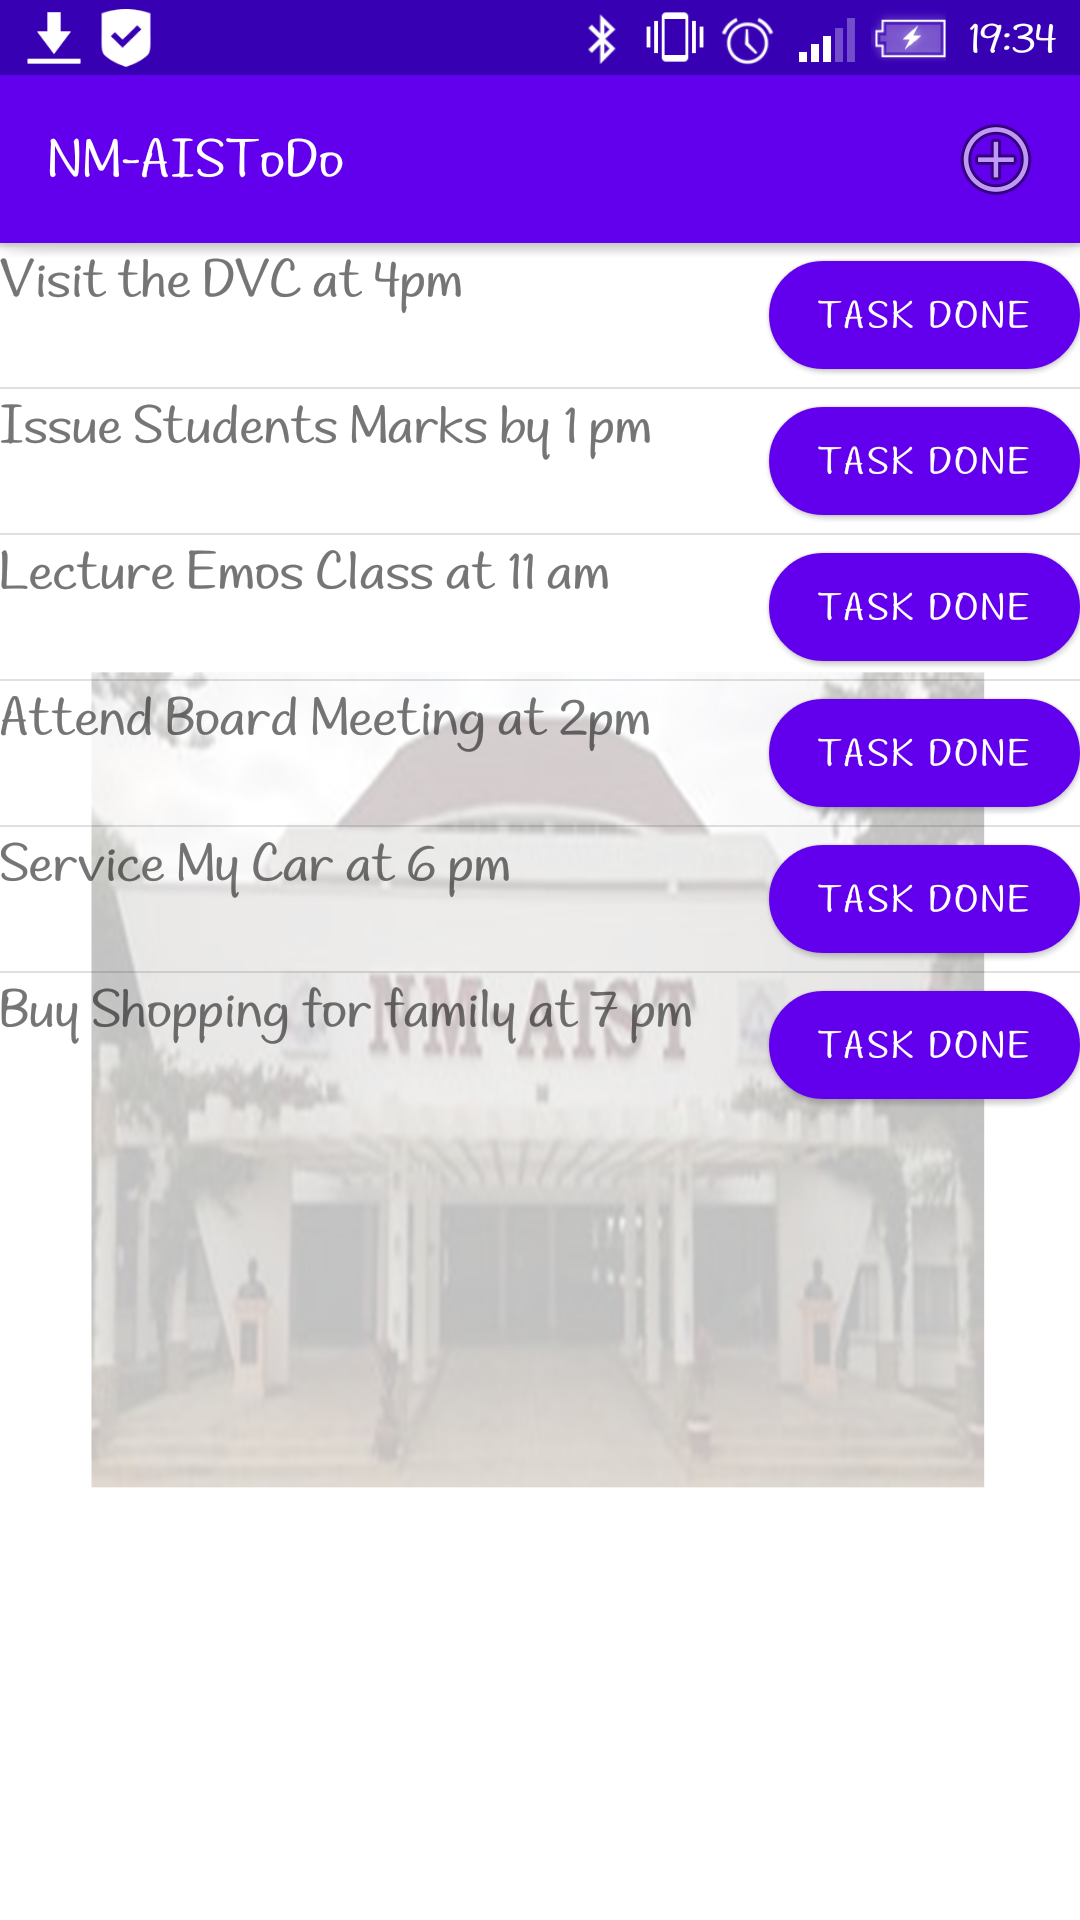 19:34
NM-AISToDo
Visit the DVC at 4pm
TASK DONE
Issue Students Marks by 1 pm
TASK DONE
Lecture Emos Class at 11 am
TASK DONE
Attend Board Meeting at 2pm
TASK DONE
Service My Car at 6 pm
TASK DONE
Buy Shopping for family at 7 pm
TASK DONE
NM-AIST